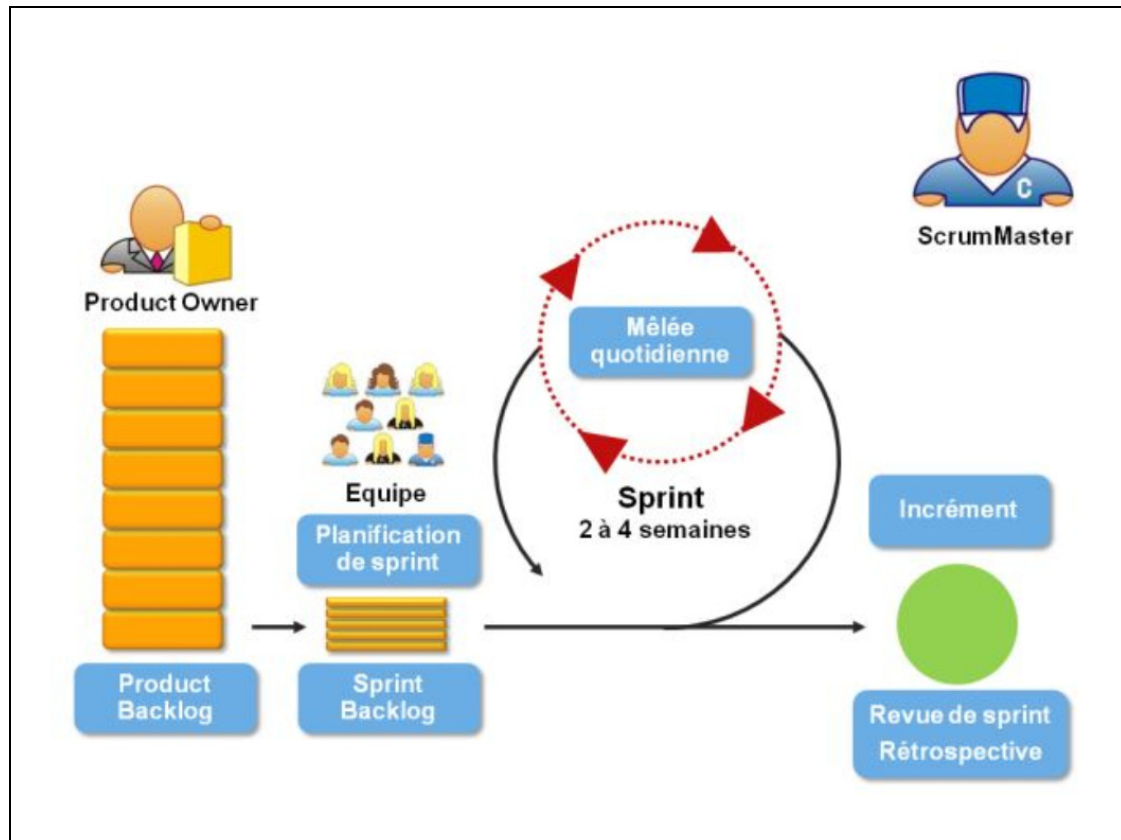 C
ScrumMaster
Product Owner
Mêlée
quotidienne
Equipe
Sprint
2 à 4 semaines
Planification
de sprint
Incrément
Product
Backlog
Sprint
Backlog
Revue de sprint
Rétrospective